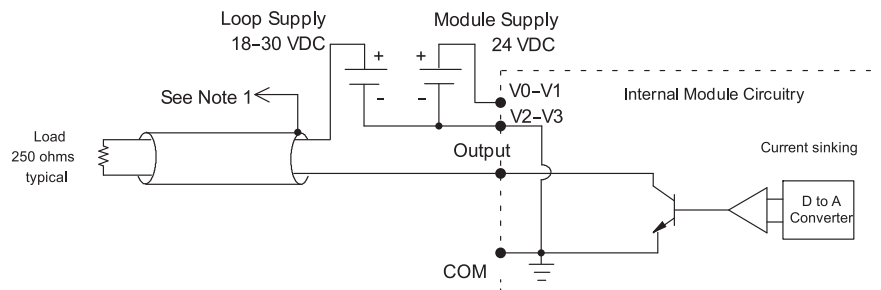 Loop Supply
18–30 VDC
Module Supply
24 VDC
+
–
+
–
See Note 1
V0–V1
V2–V3
Internal Module Circuitry
Load
250 ohms
typical
Output
Current sinking
D to A
Converter
COM